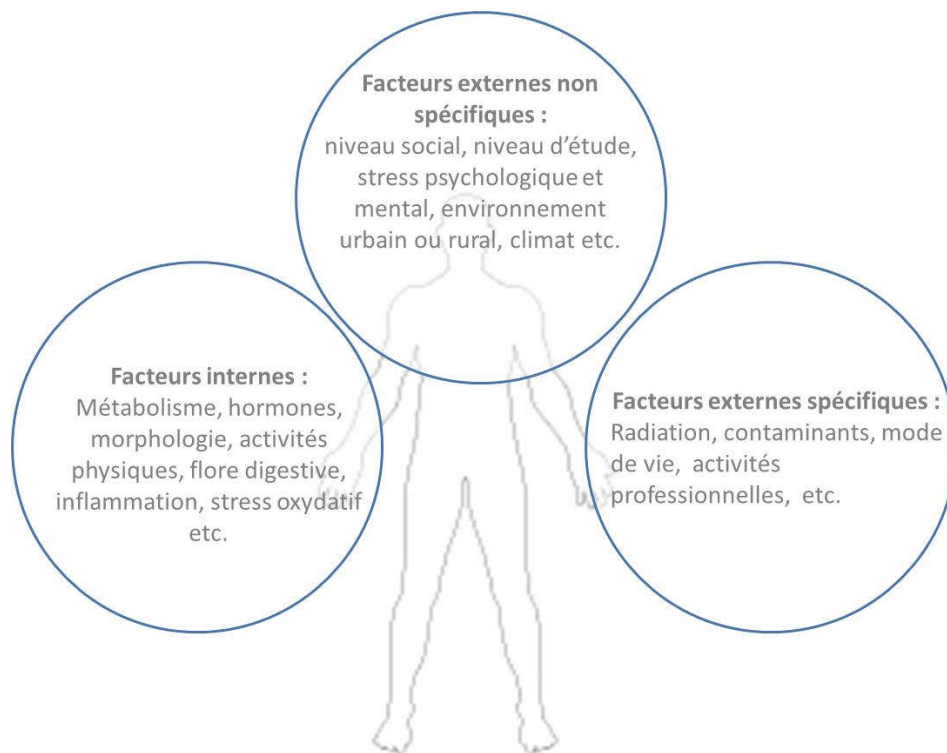 Facteurs externes non
spécifiques :
niveau social, niveau d’étude,
stress psychologique et
mental, environnement
urbain ou rural, climat etc.
Facteurs internes :
Métabolisme, hormones,
morphologie, activités
physiques, flore digestive,
inflammation, stress oxydatif
etc.
Facteurs externes spécifiques :
Radiation, contaminants, mode
de vie, activités
professionnelles, etc.